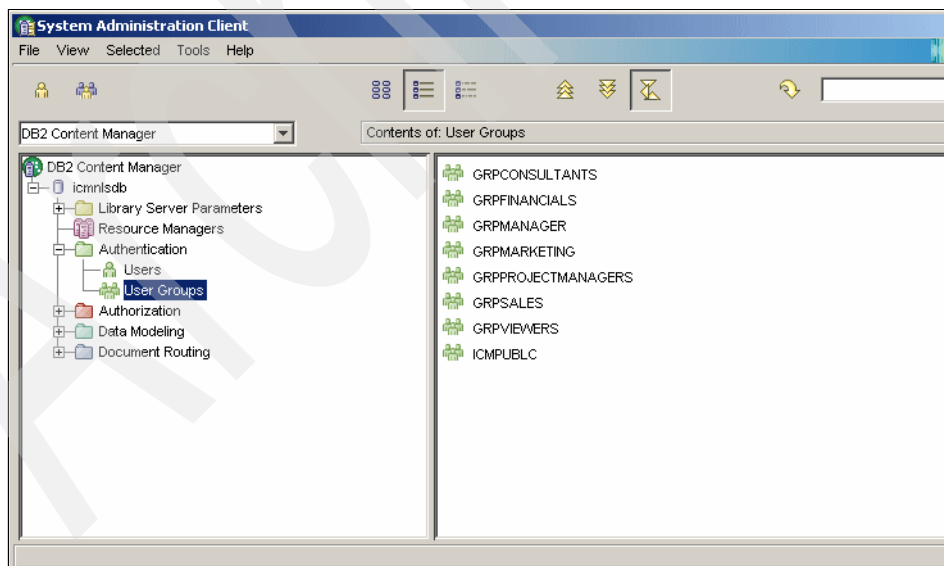 System Administration Client
File View Selected Tools Help
DB2 Content Manager
Contents of: User Groups
DB2 Content Manager
icmnlsdb
Library Server Parameters
Resource Managers
Authentication
Users
User Groups
Authorization
Data Modeling
Document Routing
GRPCONSULTANTS
GRPFINANCIALS
GRPMANAGER
GRPMARKETING
GRPPROJECTMANAGERS
GRPSALES
GRPVIEWERS
ICMPUBLC